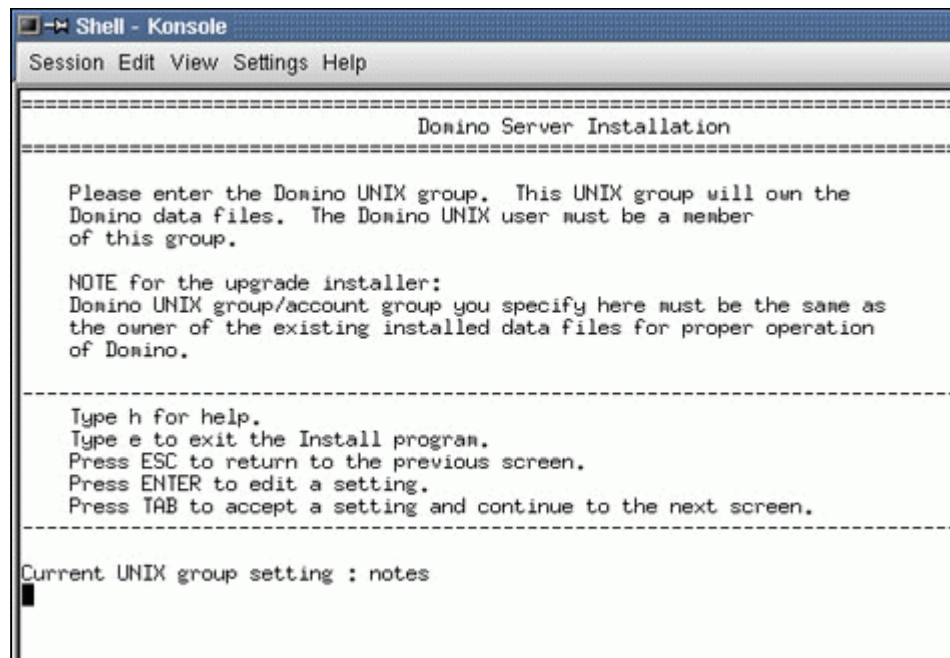 Shell - Konsole
Session Edit View Settings Help
================================================================================
Domino Server Installation
================================================================================
Please enter the Domino UNIX group. This UNIX group will own the
Domino data files. The Domino UNIX user must be a member
of this group.
NOTE for the upgrade installer:
Domino UNIX group/account group you specify here must be the same as
the owner of the existing installed data files for proper operation
of Domino.
--------------------------------------------------------------------------------
Type h for help.
Type e to exit the Install program.
Press ESC to return to the previous screen.
Press ENTER to edit a setting.
Press TAB to accept a setting and continue to the next screen.
--------------------------------------------------------------------------------
Current UNIX group setting : notes